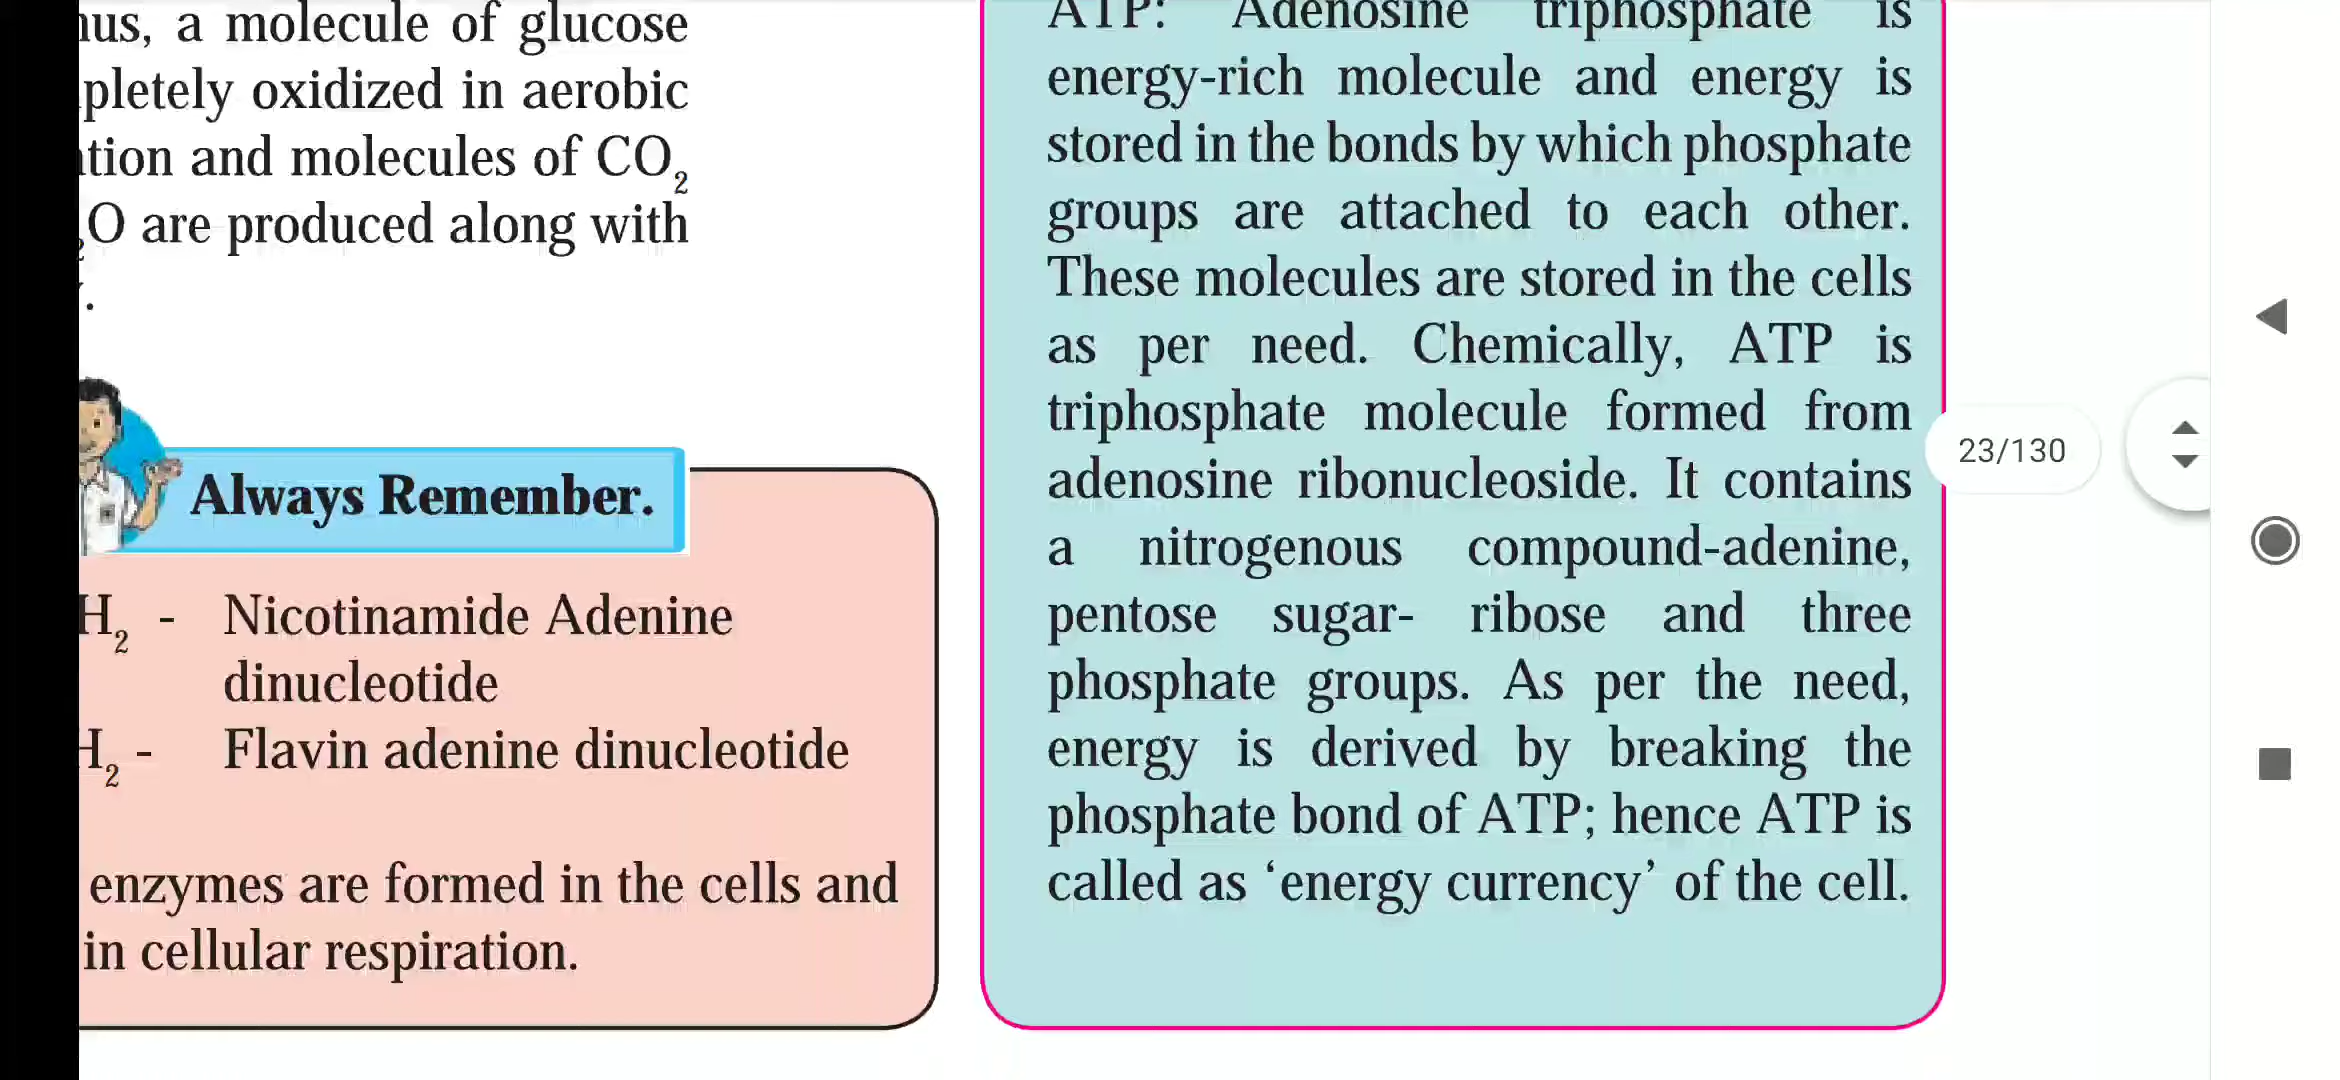 a molecule of glucose
oxidized in aerobic
and molecules of CO₂
O are produced along with
Always Remember.
H₂ - Nicotinamide Adenine
dinucleotide
H₂ - Flavin adenine dinucleotide
enzymes are formed in the cells and
in cellular respiration.
ATP: Adenosine triphosphate is
energy-rich molecule and energy is
stored in the bonds by which phosphate
groups are attached to each other.
These molecules are stored in the cells
as per need. Chemically, ATP is
triphosphate molecule formed from
adenosine ribonucleoside. It contains
a nitrogenous compound-adenine,
pentose sugar- ribose and three
phosphate groups. As per the need,
energy is derived by breaking the
phosphate bond of ATP; hence ATP is
called as ‘energy currency’ of the cell.
23/130